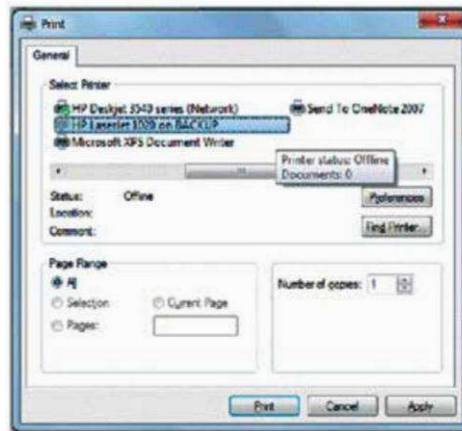 Print
General
Select Printer
HP Deskjet 3540 series (Network)
Send To OneNote 2007
HP LaserJet 1020 on BACKUP
Microsoft XPS Document Writer
Printer status: Offline
Documents: 0
Status: Offline
Preferences
Location:
Comment:
Find Printer...
Page Range
All
Number of copies: 1
Selection
Current Page
Pages:
Print
Cancel
Apply